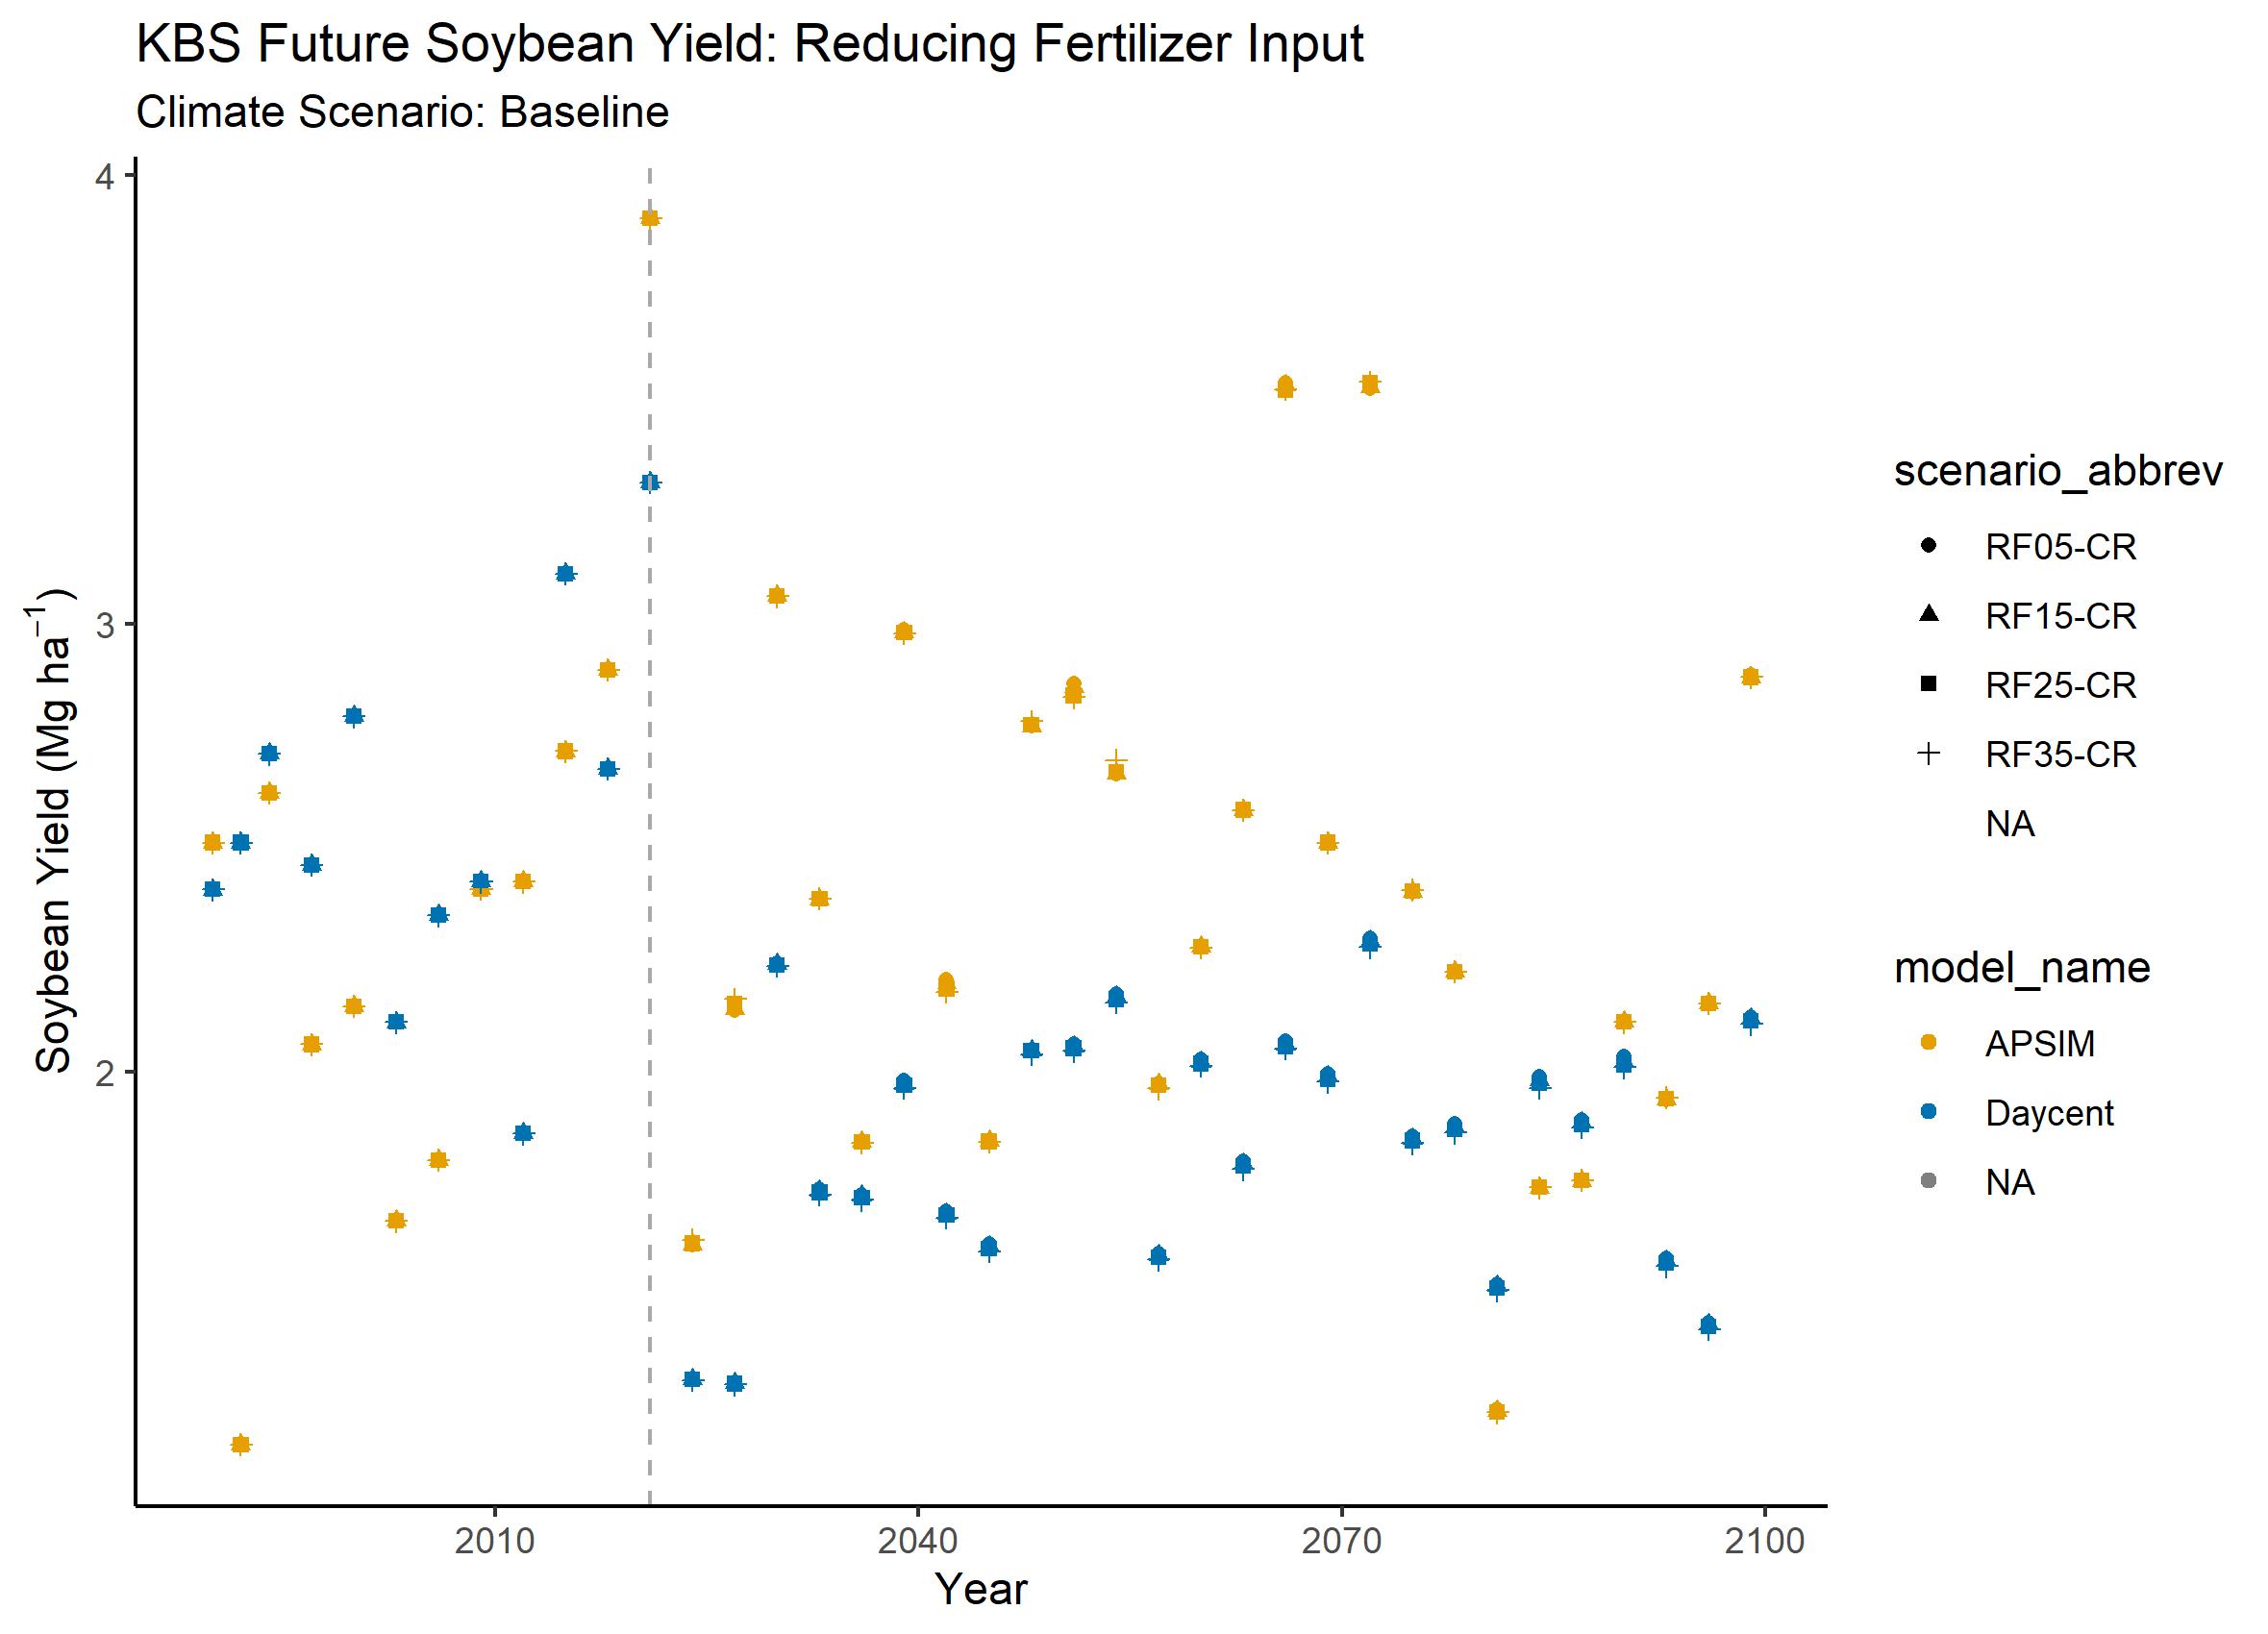 KBS Future Soybean Yield: Reducing Fertilizer Input
Climate Scenario: Baseline
4
3
2
Soybean Yield (Mg ha⁻¹)
2010
2040
2070
2100
Year
scenario_abbrev
RF05-CR
RF15-CR
RF25-CR
RF35-CR
NA
model_name
APSIM
Daycent
NA